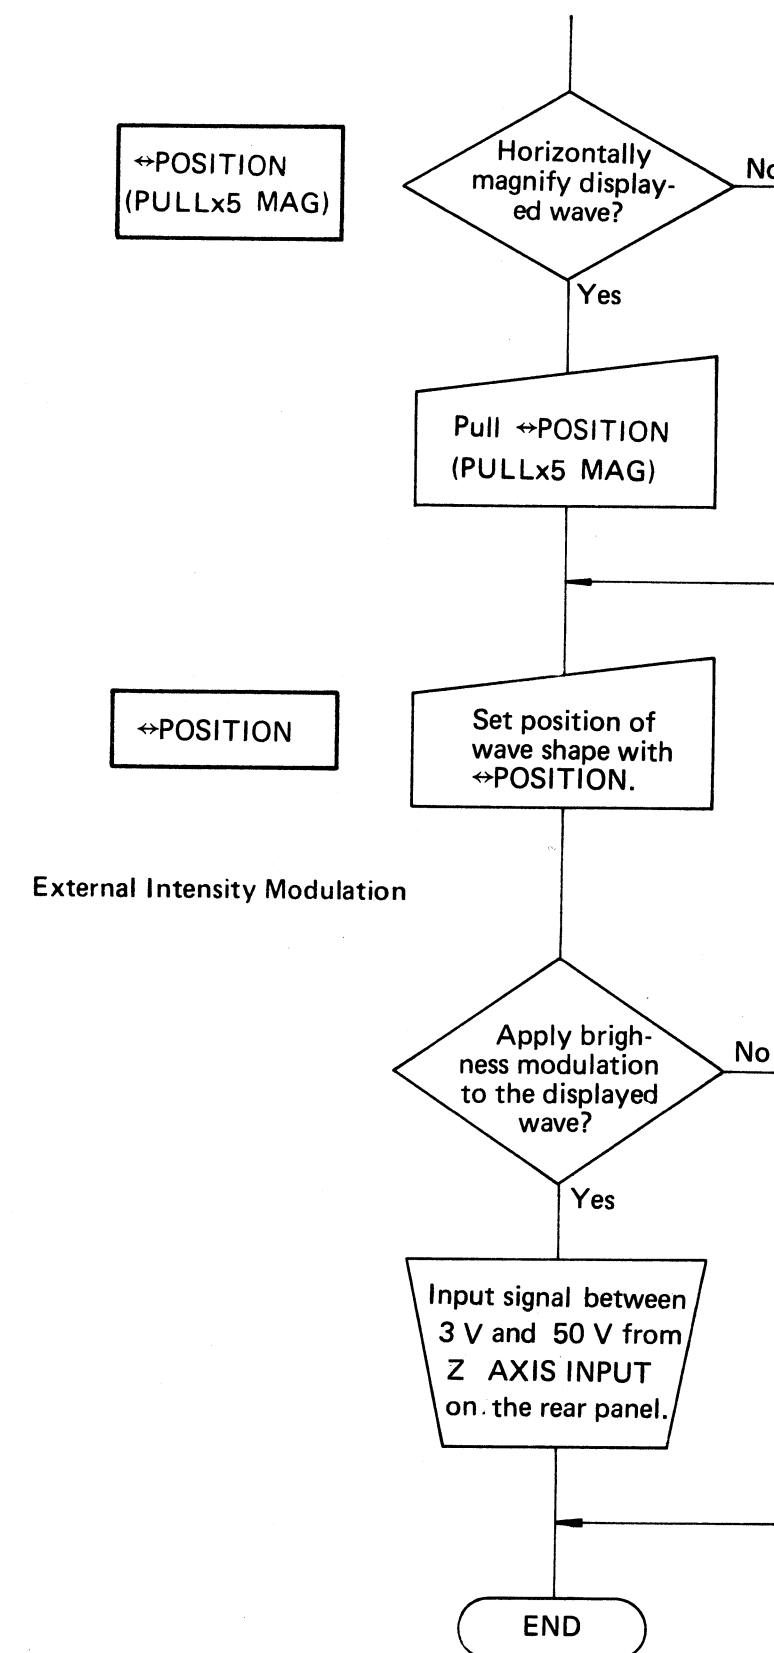 ↔POSITION
(PULLx5 MAG)
Horizontally
magnify display-
ed wave?
No
Yes
Pull ↔POSITION
(PULLx5 MAG)
↔POSITION
Set position of
wave shape with
↔POSITION.
External Intensity Modulation
Apply brigh-
ness modulation
to the displayed
wave?
No
Yes
Input signal between
3 V and 50 V from
Z AXIS INPUT
on the rear panel.
END